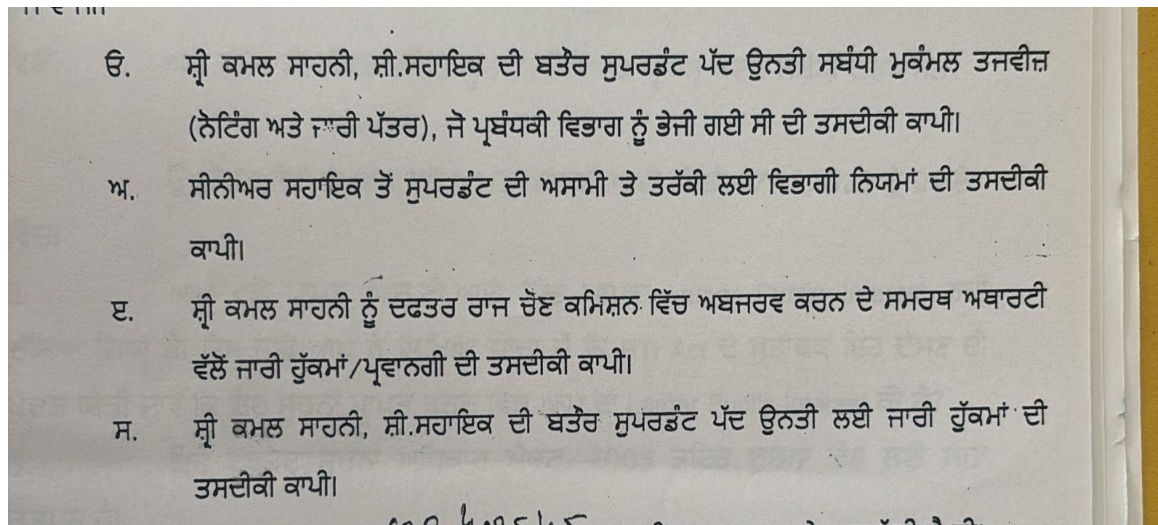 ੳ. ਸ਼੍ਰੀ ਕਮਲ ਸਾਹਨੀ, ਸ਼ੀ.ਸਹਾਇਕ ਦੀ ਬਤੌਰ ਸੁਪਰਡੰਟ ਪੱਦ ਉਨਤੀ ਸਬੰਧੀ ਮੁਕੰਮਲ ਤਜਵੀਜ਼
(ਨੋਟਿੰਗ ਅਤੇ ਜਾਰੀ ਪੱਤਰ), ਜੋ ਪ੍ਰਬੰਧਕੀ ਵਿਭਾਗ ਨੂੰ ਭੇਜੀ ਗਈ ਸੀ ਦੀ ਤਸਦੀਕੀ ਕਾਪੀ।
ਅ. ਸੀਨੀਅਰ ਸਹਾਇਕ ਤੋਂ ਸੁਪਰਡੰਟ ਦੀ ਅਸਾਮੀ ਤੇ ਤਰੱਕੀ ਲਈ ਵਿਭਾਗੀ ਨਿਯਮਾਂ ਦੀ ਤਸਦੀਕੀ
ਕਾਪੀ।
ੲ. ਸ਼੍ਰੀ ਕਮਲ ਸਾਹਨੀ ਨੂੰ ਦਫਤਰ ਰਾਜ ਚੋਣ ਕਮਿਸ਼ਨ ਵਿੱਚ ਅਬਜਰਵ ਕਰਨ ਦੇ ਸਮਰਥ ਅਥਾਰਟੀ
ਵੱਲੋਂ ਜਾਰੀ ਹੁੱਕਮਾਂ/ਪ੍ਰਵਾਨਗੀ ਦੀ ਤਸਦੀਕੀ ਕਾਪੀ।
ਸ. ਸ਼੍ਰੀ ਕਮਲ ਸਾਹਨੀ, ਸ਼ੀ.ਸਹਾਇਕ ਦੀ ਬਤੌਰ ਸੁਪਰਡੰਟ ਪੱਦ ਉਨਤੀ ਲਈ ਜਾਰੀ ਹੁੱਕਮਾਂ ਦੀ
ਤਸਦੀਕੀ ਕਾਪੀ।